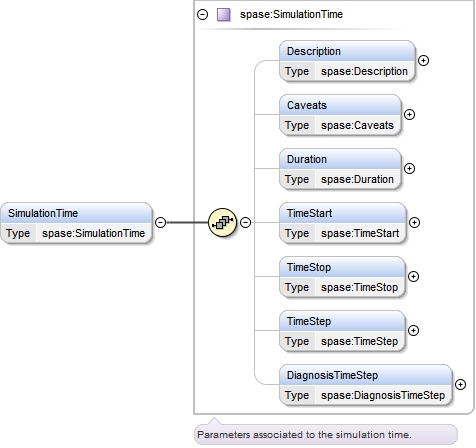 spase:SimulationTime
Description
Type spase:Description
Caveats
Type spase:Caveats
Duration
Type spase:Duration
SimulationTime
Type spase:SimulationTime
TimeStart
Type spase:TimeStart
TimeStop
Type spase:TimeStop
TimeStep
Type spase:TimeStep
DiagnosisTimeStep
Type spase:DiagnosisTimeStep
Parameters associated to the simulation time.